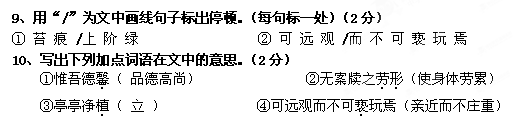 9、用“/”为文中画线句子标出停顿。（每句标一处）（2分）
① 苔 痕 /上 阶 绿 ② 可 远 观 /而 不 可 亵 玩 焉
10、写出下列加点词语在文中的意思。（2分）
①惟吾德馨（ 品德高尚） ②无案牍之劳形（使身体劳累）
③亭亭净植（ 立 ） ④可远观而不可亵玩焉（亲近而不庄重）